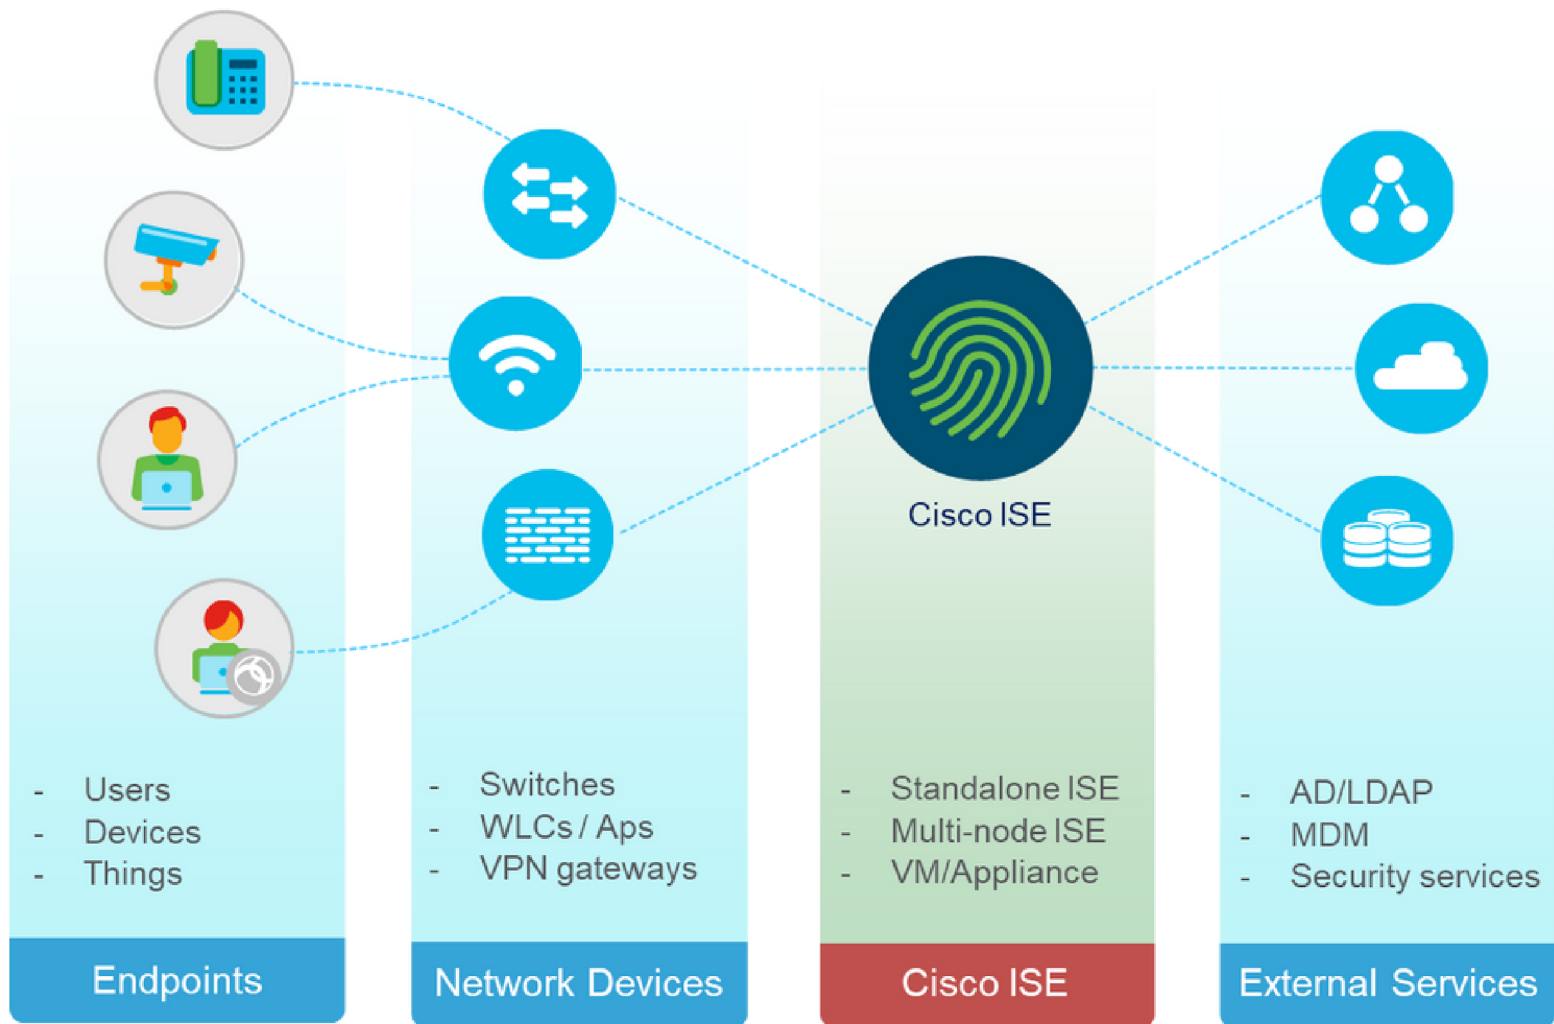 Cisco ISE
- Users
- Devices
- Things
- Switches
- WLCs / Aps
- VPN gateways
- Standalone ISE
- Multi-node ISE
- VM/Appliance
- AD/LDAP
- MDM
- Security services
Endpoints
Network Devices
Cisco ISE
External Services